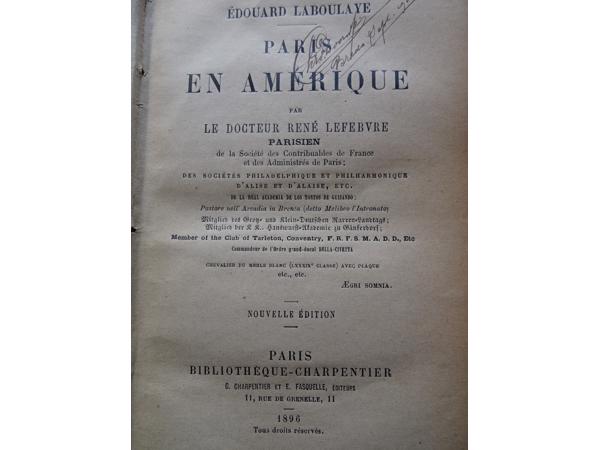 ÉDOUARD LABOULAYE
PARIS
EN AMÉRIQUE
PAR
LE DOCTEUR RENÉ LEFEBVRE
PARISIEN
de la Société des Contribuables de France
et des Administrés de Paris;
DES SOCIÉTÉS PHILADELPHIQUE ET PHILHARMONIQUE
D'ALISE ET D'ALAISE, ETC.
DE LA REAL ACADEMIA DE LOS TONTOS DE GUISANDO;
Pastore nell' Arcadia in Brenta (detto Melibeo l'Intronato)
Mitglied des Groß- und Klein-Deutschen Narren-Landtags;
Mitglied der K. K. Hanswurst-Akademie zu Gänsedorf;
Member of the Club of Tarleton, Conventry, F. R. F. S. M. A. D. D., Etc
Commandeur de l'Ordre grand-ducal DELLA-CIVETTA
CHEVALIER DU MERLE BLANC (LXXXIXe CLASSE) AVEC PLAQUE
etc., etc.
ÆGRI SOMNIA.
NOUVELLE ÉDITION
PARIS
BIBLIOTHÈQUE-CHARPENTIER
G. CHARPENTIER ET E. FASQUELLE, ÉDITEURS
11, RUE DE GRENELLE, 11
1896
Tous droits réservés.